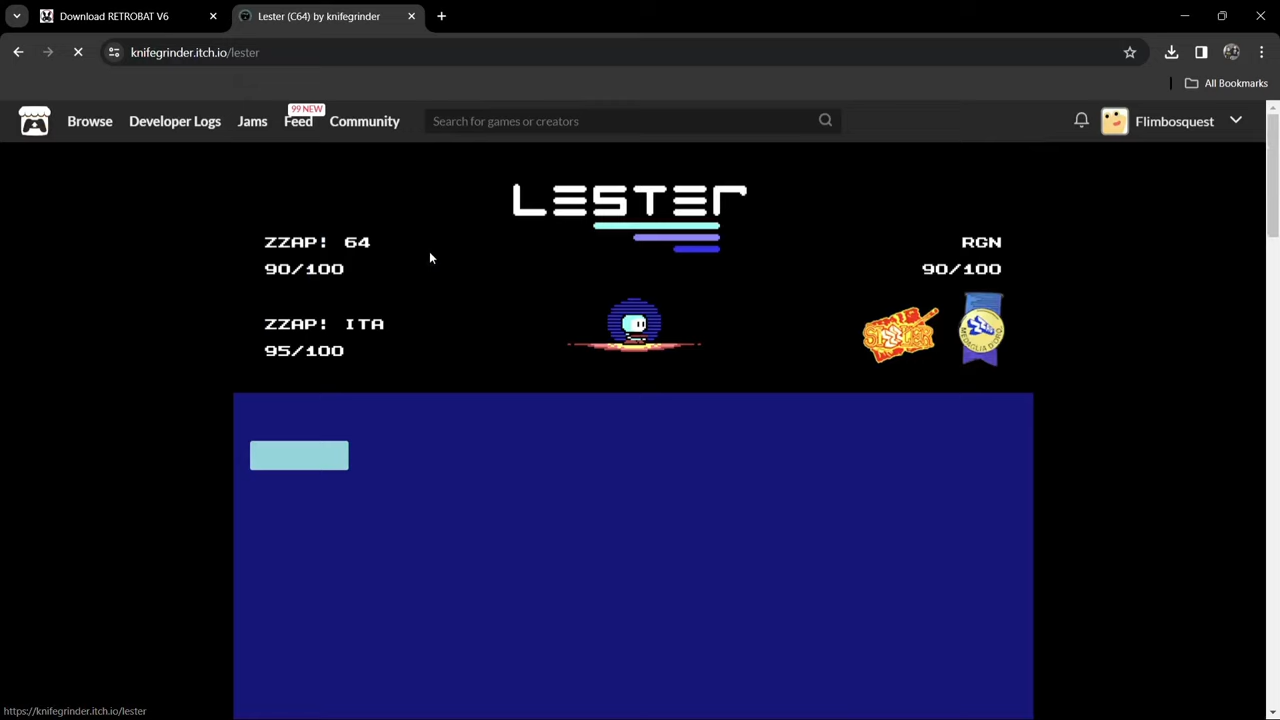 Download RETROBAT V6
Lester (C64) by knifegrinder
knifegrinder.itch.io/lester
All Bookmarks
Browse
Developer Logs
Jams
99 NEW
Feed
Community
Search for games or creators
Flimbosquest
LESTER
ZZAP! 64
90/100
RGN
90/100
ZZAP! ITA
95/100
https://knifegrinder.itch.io/lester